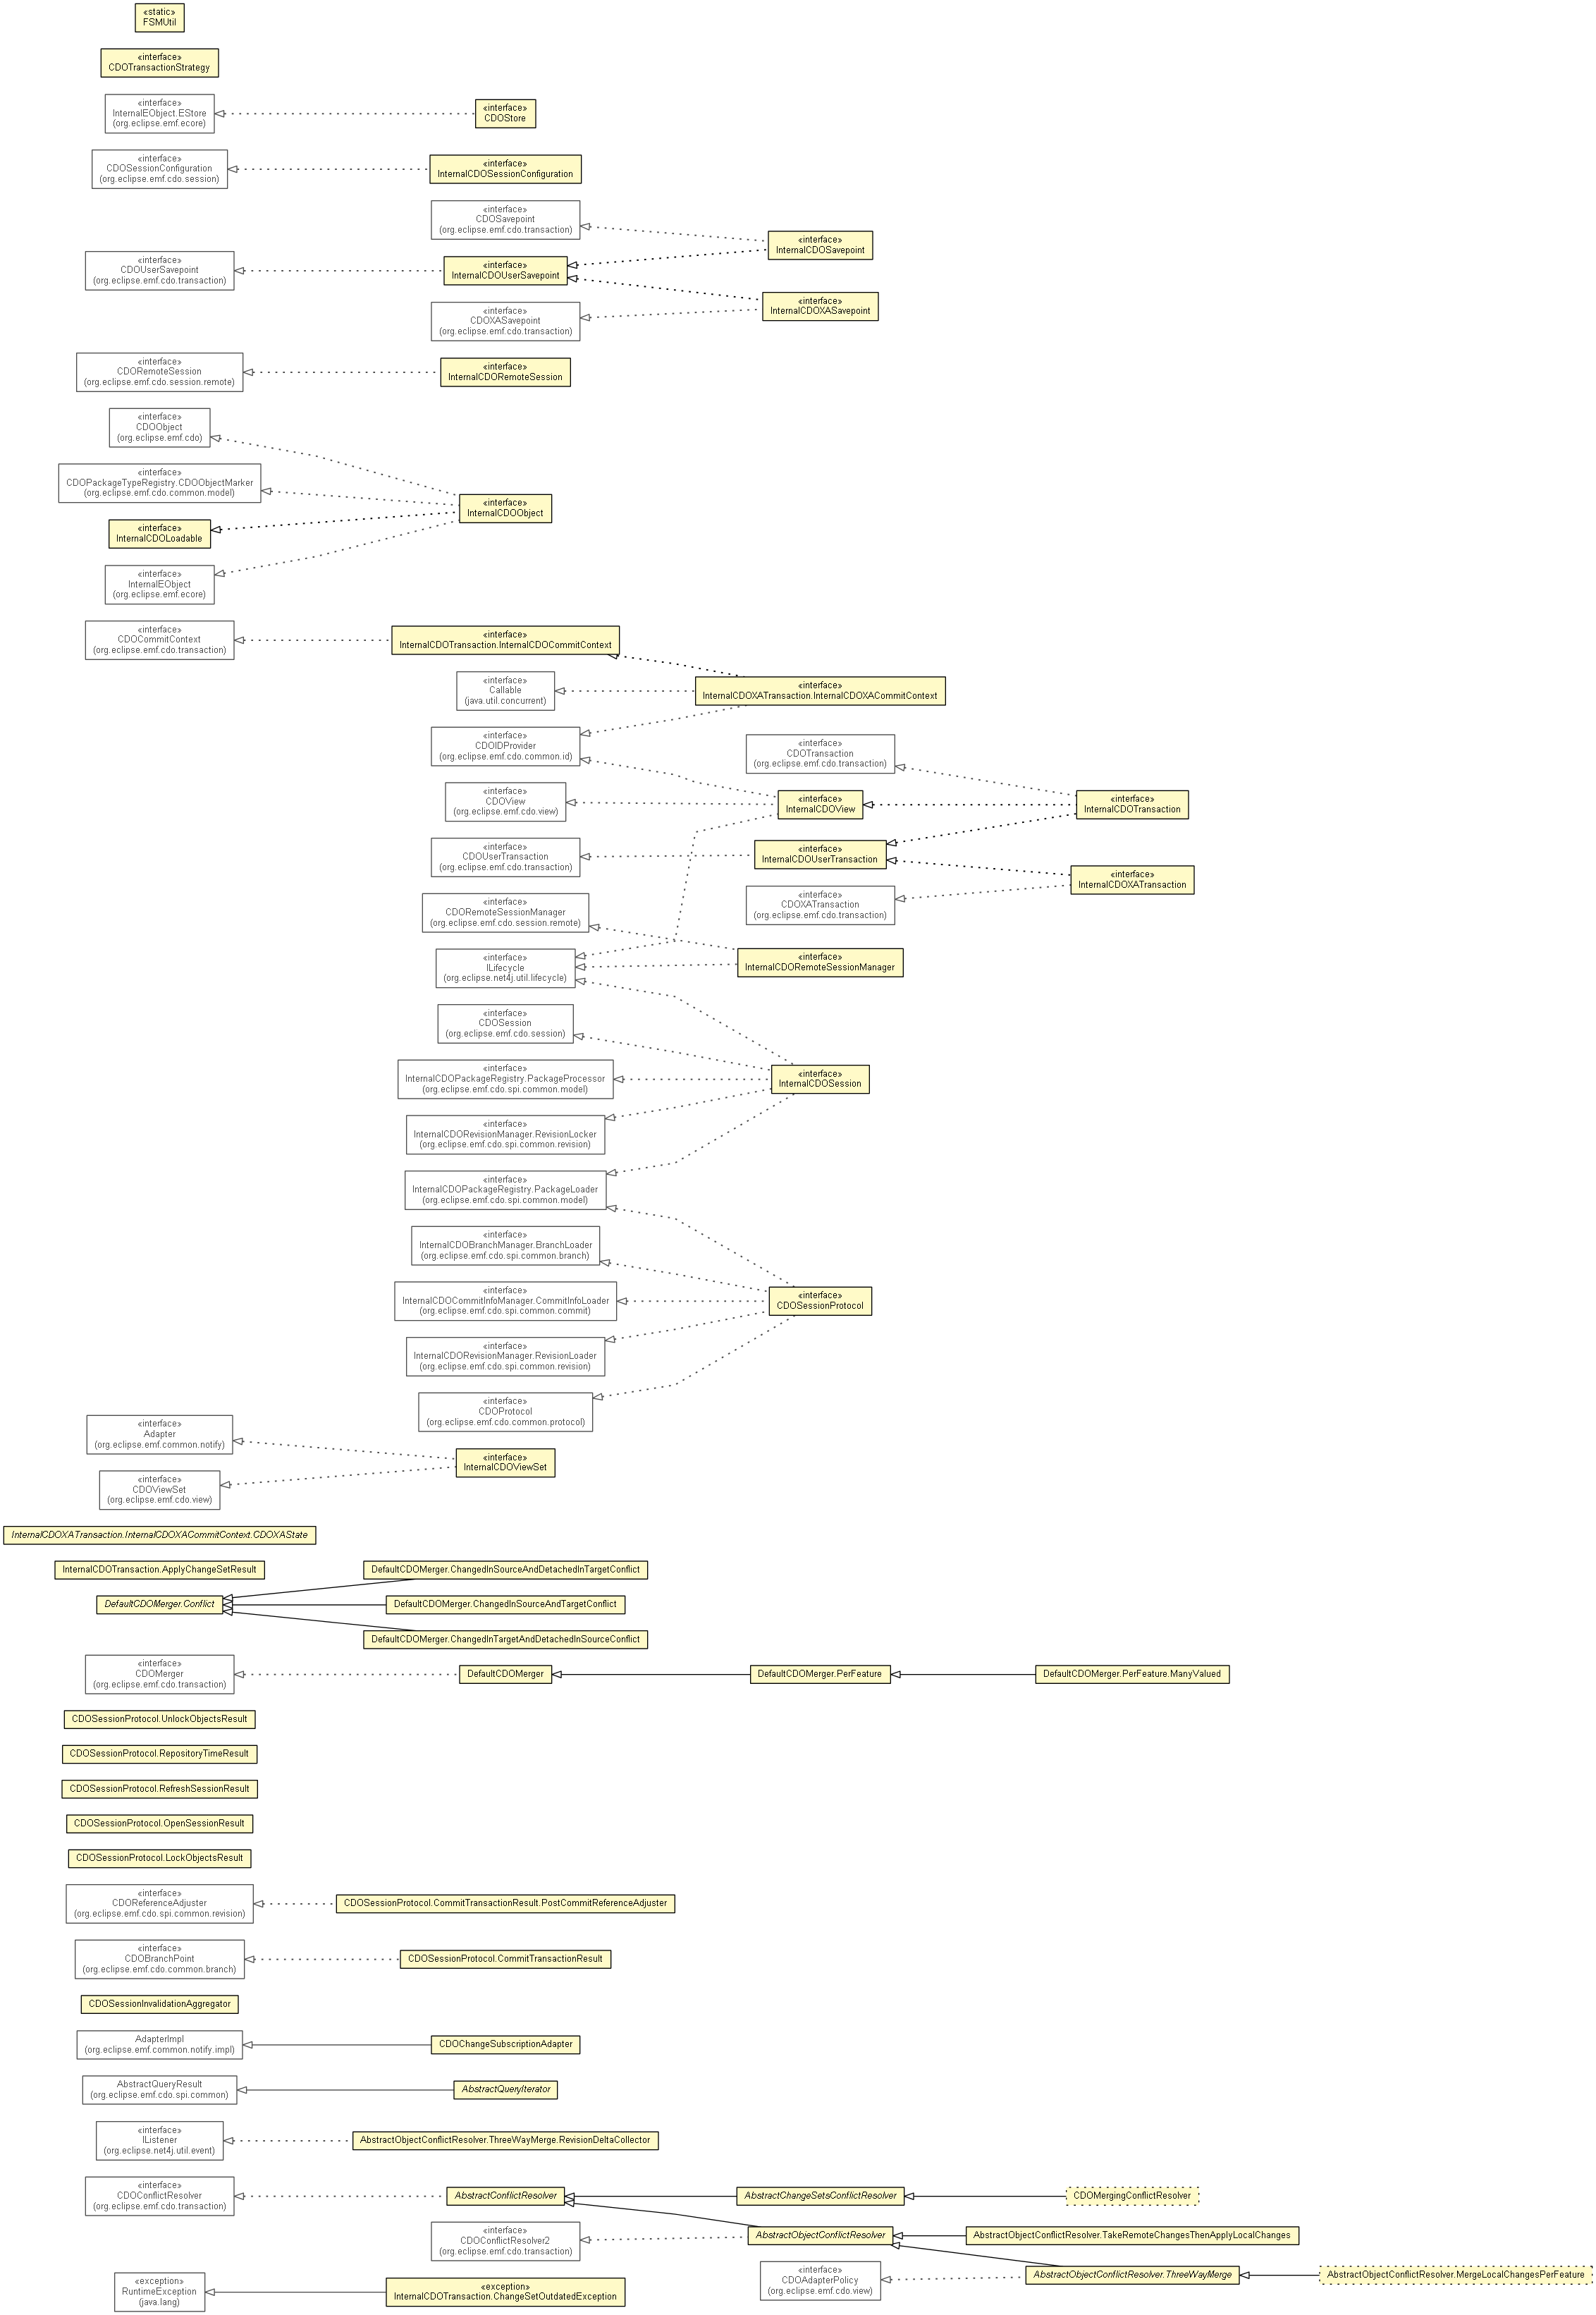 «static»
FSMUtil
«interface»
CDOTransactionStrategy
«interface»
InternalEObject.EStore
(org.eclipse.emf.ecore)
«interface»
CDOStore
«interface»
CDOSessionConfiguration
(org.eclipse.emf.cdo.session)
«interface»
InternalCDOSessionConfiguration
«interface»
CDOSavepoint
(org.eclipse.emf.cdo.transaction)
«interface»
InternalCDOSavepoint
«interface»
CDOUserSavepoint
(org.eclipse.emf.cdo.transaction)
«interface»
InternalCDOUserSavepoint
«interface»
InternalCDOXASavepoint
«interface»
CDOXASavepoint
(org.eclipse.emf.cdo.transaction)
«interface»
CDORemoteSession
(org.eclipse.emf.cdo.session.remote)
«interface»
InternalCDORemoteSession
«interface»
CDOObject
(org.eclipse.emf.cdo)
«interface»
CDOPackageTypeRegistry.CDOObjectMarker
(org.eclipse.emf.cdo.common.model)
«interface»
InternalCDOObject
«interface»
InternalCDOLoadable
«interface»
InternalEObject
(org.eclipse.emf.ecore)
«interface»
CDOCommitContext
(org.eclipse.emf.cdo.transaction)
«interface»
InternalCDOTransaction.InternalCDOCommitContext
«interface»
Callable
(java.util.concurrent)
«interface»
InternalCDOXATransaction.InternalCDOXACommitContext
«interface»
CDOIDProvider
(org.eclipse.emf.cdo.common.id)
«interface»
CDOTransaction
(org.eclipse.emf.cdo.transaction)
«interface»
CDOView
(org.eclipse.emf.cdo.view)
«interface»
InternalCDOView
«interface»
InternalCDOTransaction
«interface»
CDOUserTransaction
(org.eclipse.emf.cdo.transaction)
«interface»
InternalCDOUserTransaction
«interface»
InternalCDOXATransaction
«interface»
CDOXATransaction
(org.eclipse.emf.cdo.transaction)
«interface»
CDORemoteSessionManager
(org.eclipse.emf.cdo.session.remote)
«interface»
ILifecycle
(org.eclipse.net4j.util.lifecycle)
«interface»
InternalCDORemoteSessionManager
«interface»
CDOSession
(org.eclipse.emf.cdo.session)
«interface»
InternalCDOPackageRegistry.PackageProcessor
(org.eclipse.emf.cdo.spi.common.model)
«interface»
InternalCDOSession
«interface»
InternalCDORevisionManager.RevisionLocker
(org.eclipse.emf.cdo.spi.common.revision)
«interface»
InternalCDOPackageRegistry.PackageLoader
(org.eclipse.emf.cdo.spi.common.model)
«interface»
InternalCDOBranchManager.BranchLoader
(org.eclipse.emf.cdo.spi.common.branch)
«interface»
InternalCDOCommitInfoManager.CommitInfoLoader
(org.eclipse.emf.cdo.spi.common.commit)
«interface»
CDOSessionProtocol
«interface»
InternalCDORevisionManager.RevisionLoader
(org.eclipse.emf.cdo.spi.common.revision)
«interface»
CDOProtocol
(org.eclipse.emf.cdo.common.protocol)
«interface»
Adapter
(org.eclipse.emf.common.notify)
«interface»
InternalCDOViewSet
«interface»
CDOViewSet
(org.eclipse.emf.cdo.view)
InternalCDOXATransaction.InternalCDOXACommitContext.CDOXAState
InternalCDOTransaction.ApplyChangeSetResult
DefaultCDOMerger.ChangedInSourceAndDetachedInTargetConflict
DefaultCDOMerger.Conflict
DefaultCDOMerger.ChangedInSourceAndTargetConflict
DefaultCDOMerger.ChangedInTargetAndDetachedInSourceConflict
«interface»
CDOMerger
(org.eclipse.emf.cdo.transaction)
DefaultCDOMerger
DefaultCDOMerger.PerFeature
DefaultCDOMerger.PerFeature.ManyValued
CDOSessionProtocol.UnlockObjectsResult
CDOSessionProtocol.RepositoryTimeResult
CDOSessionProtocol.RefreshSessionResult
CDOSessionProtocol.OpenSessionResult
CDOSessionProtocol.LockObjectsResult
«interface»
CDOReferenceAdjuster
(org.eclipse.emf.cdo.spi.common.revision)
CDOSessionProtocol.CommitTransactionResult.PostCommitReferenceAdjuster
«interface»
CDOBranchPoint
(org.eclipse.emf.cdo.common.branch)
CDOSessionProtocol.CommitTransactionResult
CDOSessionInvalidationAggregator
AdapterImpl
(org.eclipse.emf.common.notify.impl)
CDOChangeSubscriptionAdapter
AbstractQueryResult
(org.eclipse.emf.cdo.spi.common)
AbstractQueryIterator
«interface»
IListener
(org.eclipse.net4j.util.event)
AbstractObjectConflictResolver.ThreeWayMerge.RevisionDeltaCollector
«interface»
CDOConflictResolver
(org.eclipse.emf.cdo.transaction)
AbstractConflictResolver
AbstractChangeSetsConflictResolver
CDOMergingConflictResolver
«interface»
CDOConflictResolver2
(org.eclipse.emf.cdo.transaction)
AbstractObjectConflictResolver
AbstractObjectConflictResolver.TakeRemoteChangesThenApplyLocalChanges
«interface»
CDOAdapterPolicy
(org.eclipse.emf.cdo.view)
AbstractObjectConflictResolver.ThreeWayMerge
AbstractObjectConflictResolver.MergeLocalChangesPerFeature
«exception»
RuntimeException
(java.lang)
«exception»
InternalCDOTransaction.ChangeSetOutdatedException